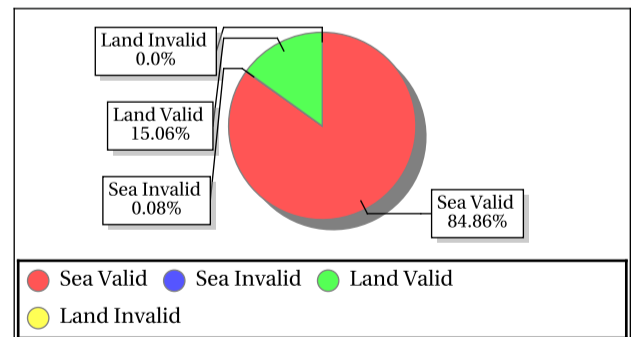 Land Invalid
0.0%
Land Valid
15.06%
Sea Invalid
0.08%
Sea Valid
84.86%
Sea Valid Sea Invalid Land Valid
Land Invalid